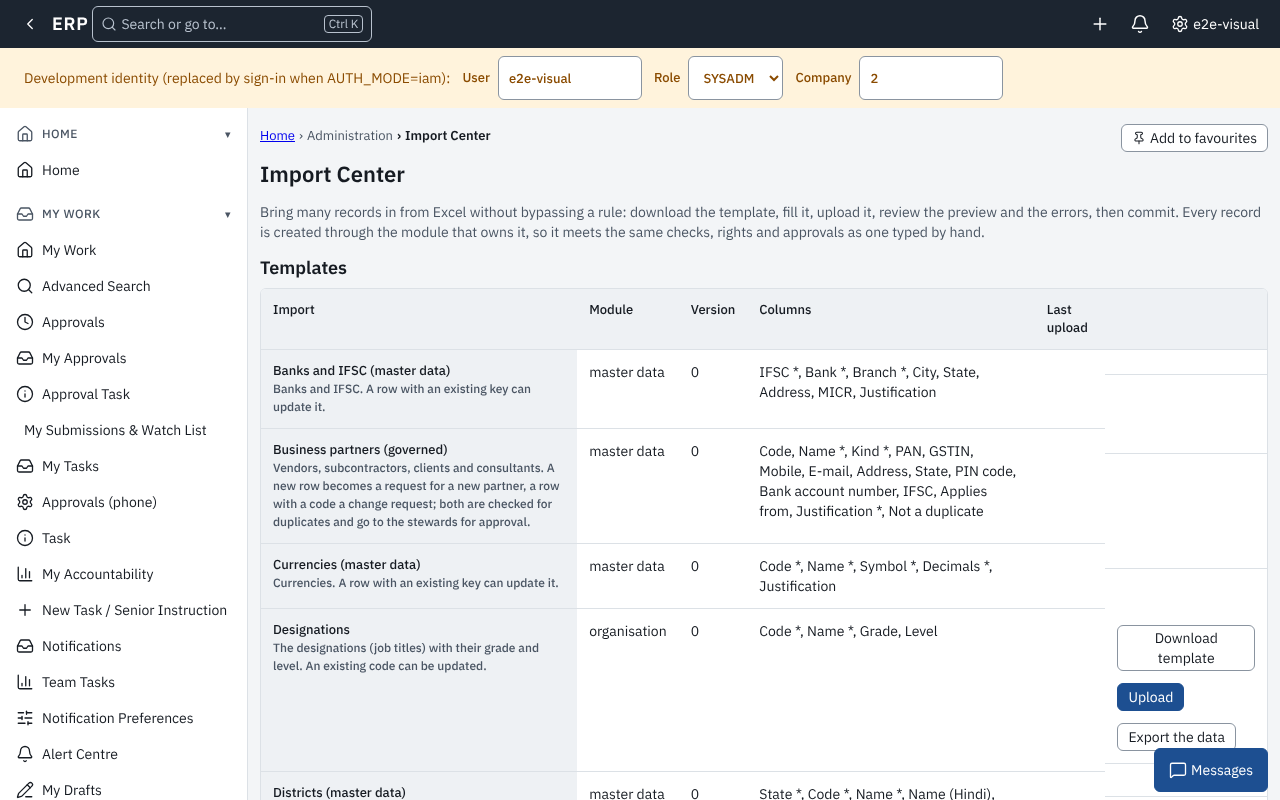 ERP
Search or go to...
Ctrl K
e2e-visual
Development identity (replaced by sign-in when AUTH_MODE=iam):
User
e2e-visual
Role
SYSADM
Company
2
HOME
Home
MY WORK
My Work
Advanced Search
Approvals
My Approvals
Approval Task
My Submissions & Watch List
My Tasks
Approvals (phone)
Task
My Accountability
New Task / Senior Instruction
Notifications
Team Tasks
Notification Preferences
Alert Centre
My Drafts
Home › Administration › Import Center
Add to favourites
Import Center
Bring many records in from Excel without bypassing a rule: download the template, fill it, upload it, review the preview and the errors, then commit. Every record
is created through the module that owns it, so it meets the same checks, rights and approvals as one typed by hand.
Templates
Import
Module
Version
Columns
Last
upload
Banks and IFSC (master data)
Banks and IFSC. A row with an existing key can
update it.
master data
0
IFSC *, Bank *, Branch *, City, State,
Address, MICR, Justification
Business partners (governed)
Vendors, subcontractors, clients and consultants. A
new row becomes a request for a new partner, a row
with a code a change request; both are checked for
duplicates and go to the stewards for approval.
master data
0
Code, Name *, Kind *, PAN, GSTIN,
Mobile, E-mail, Address, State, PIN code,
Bank account number, IFSC, Applies
from, Justification *, Not a duplicate
Currencies (master data)
Currencies. A row with an existing key can update it.
master data
0
Code *, Name *, Symbol *, Decimals *,
Justification
Designations
The designations (job titles) with their grade and
level. An existing code can be updated.
organisation
0
Code *, Name *, Grade, Level
Download
template
Upload
Export the data
Districts (master data)
master data
0
State *, Code *, Name *, Name (Hindi),
Messages